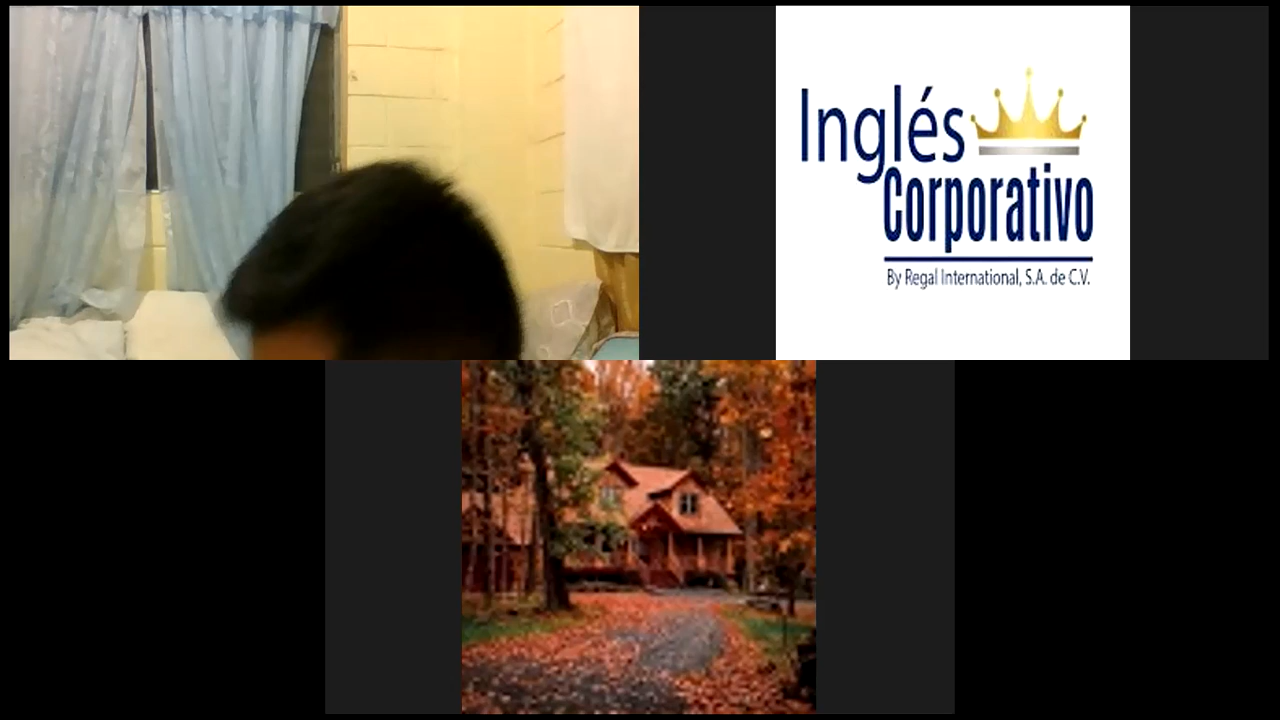 Inglés
Corporativo
By Regal International, S.A. de C.V.